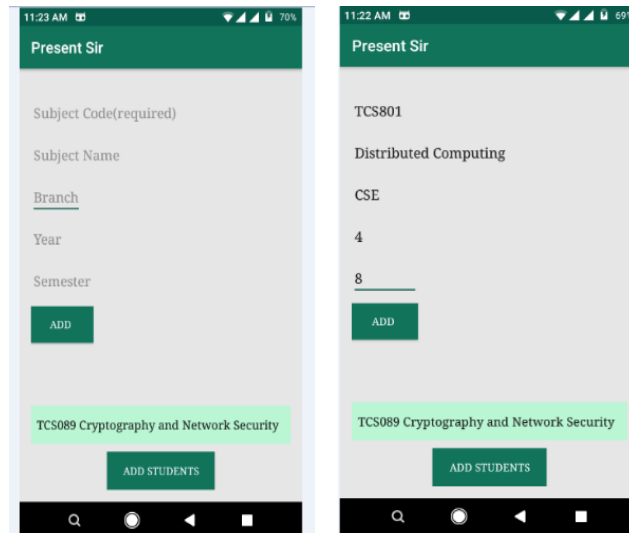 11:23 AM
70%
Present Sir
Subject Code(required)
Subject Name
Branch
Year
Semester
ADD
TCS089 Cryptography and Network Security
ADD STUDENTS
11:22 AM
69%
Present Sir
TCS801
Distributed Computing
CSE
4
8
ADD
TCS089 Cryptography and Network Security
ADD STUDENTS